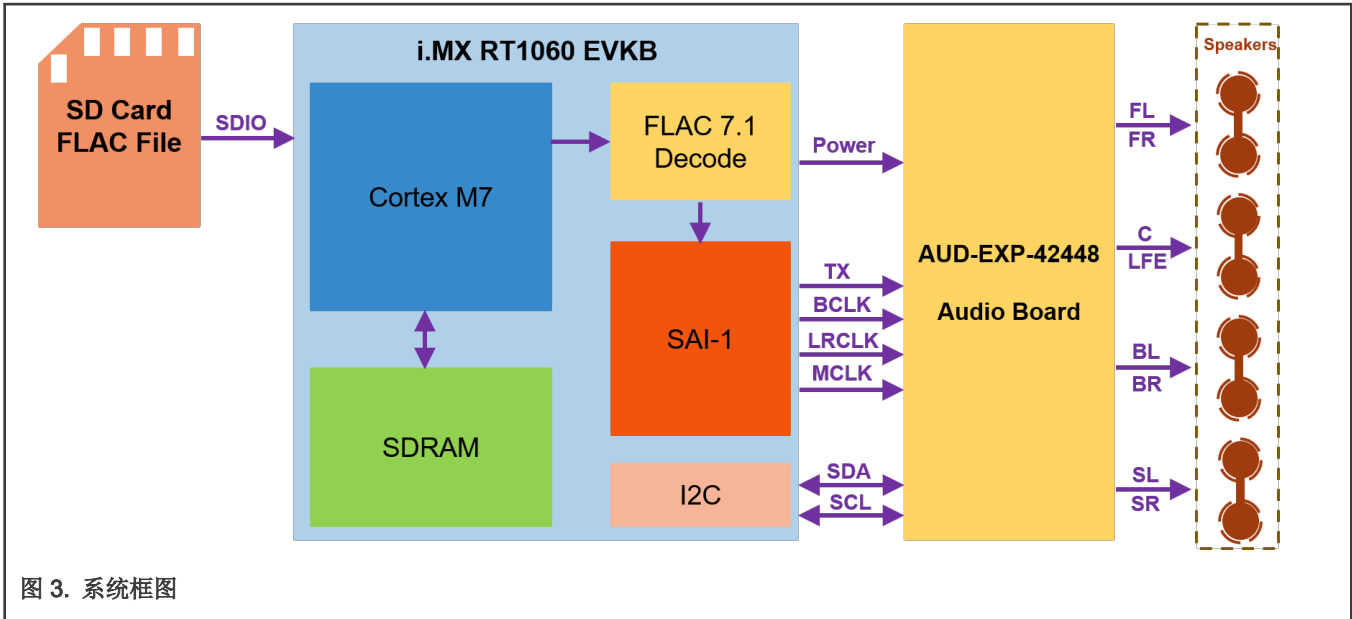 SD Card
FLAC File
SDIO
i.MX RT1060 EVKB
Cortex M7
SDRAM
FLAC 7.1
Decode
SAI-1
I2C
Power
TX
BCLK
LRCLK
MCLK
SDA
SCL
AUD-EXP-42448
Audio Board
FL
FR
C
LFE
BL
BR
SL
SR
Speakers
图 3. 系统框图